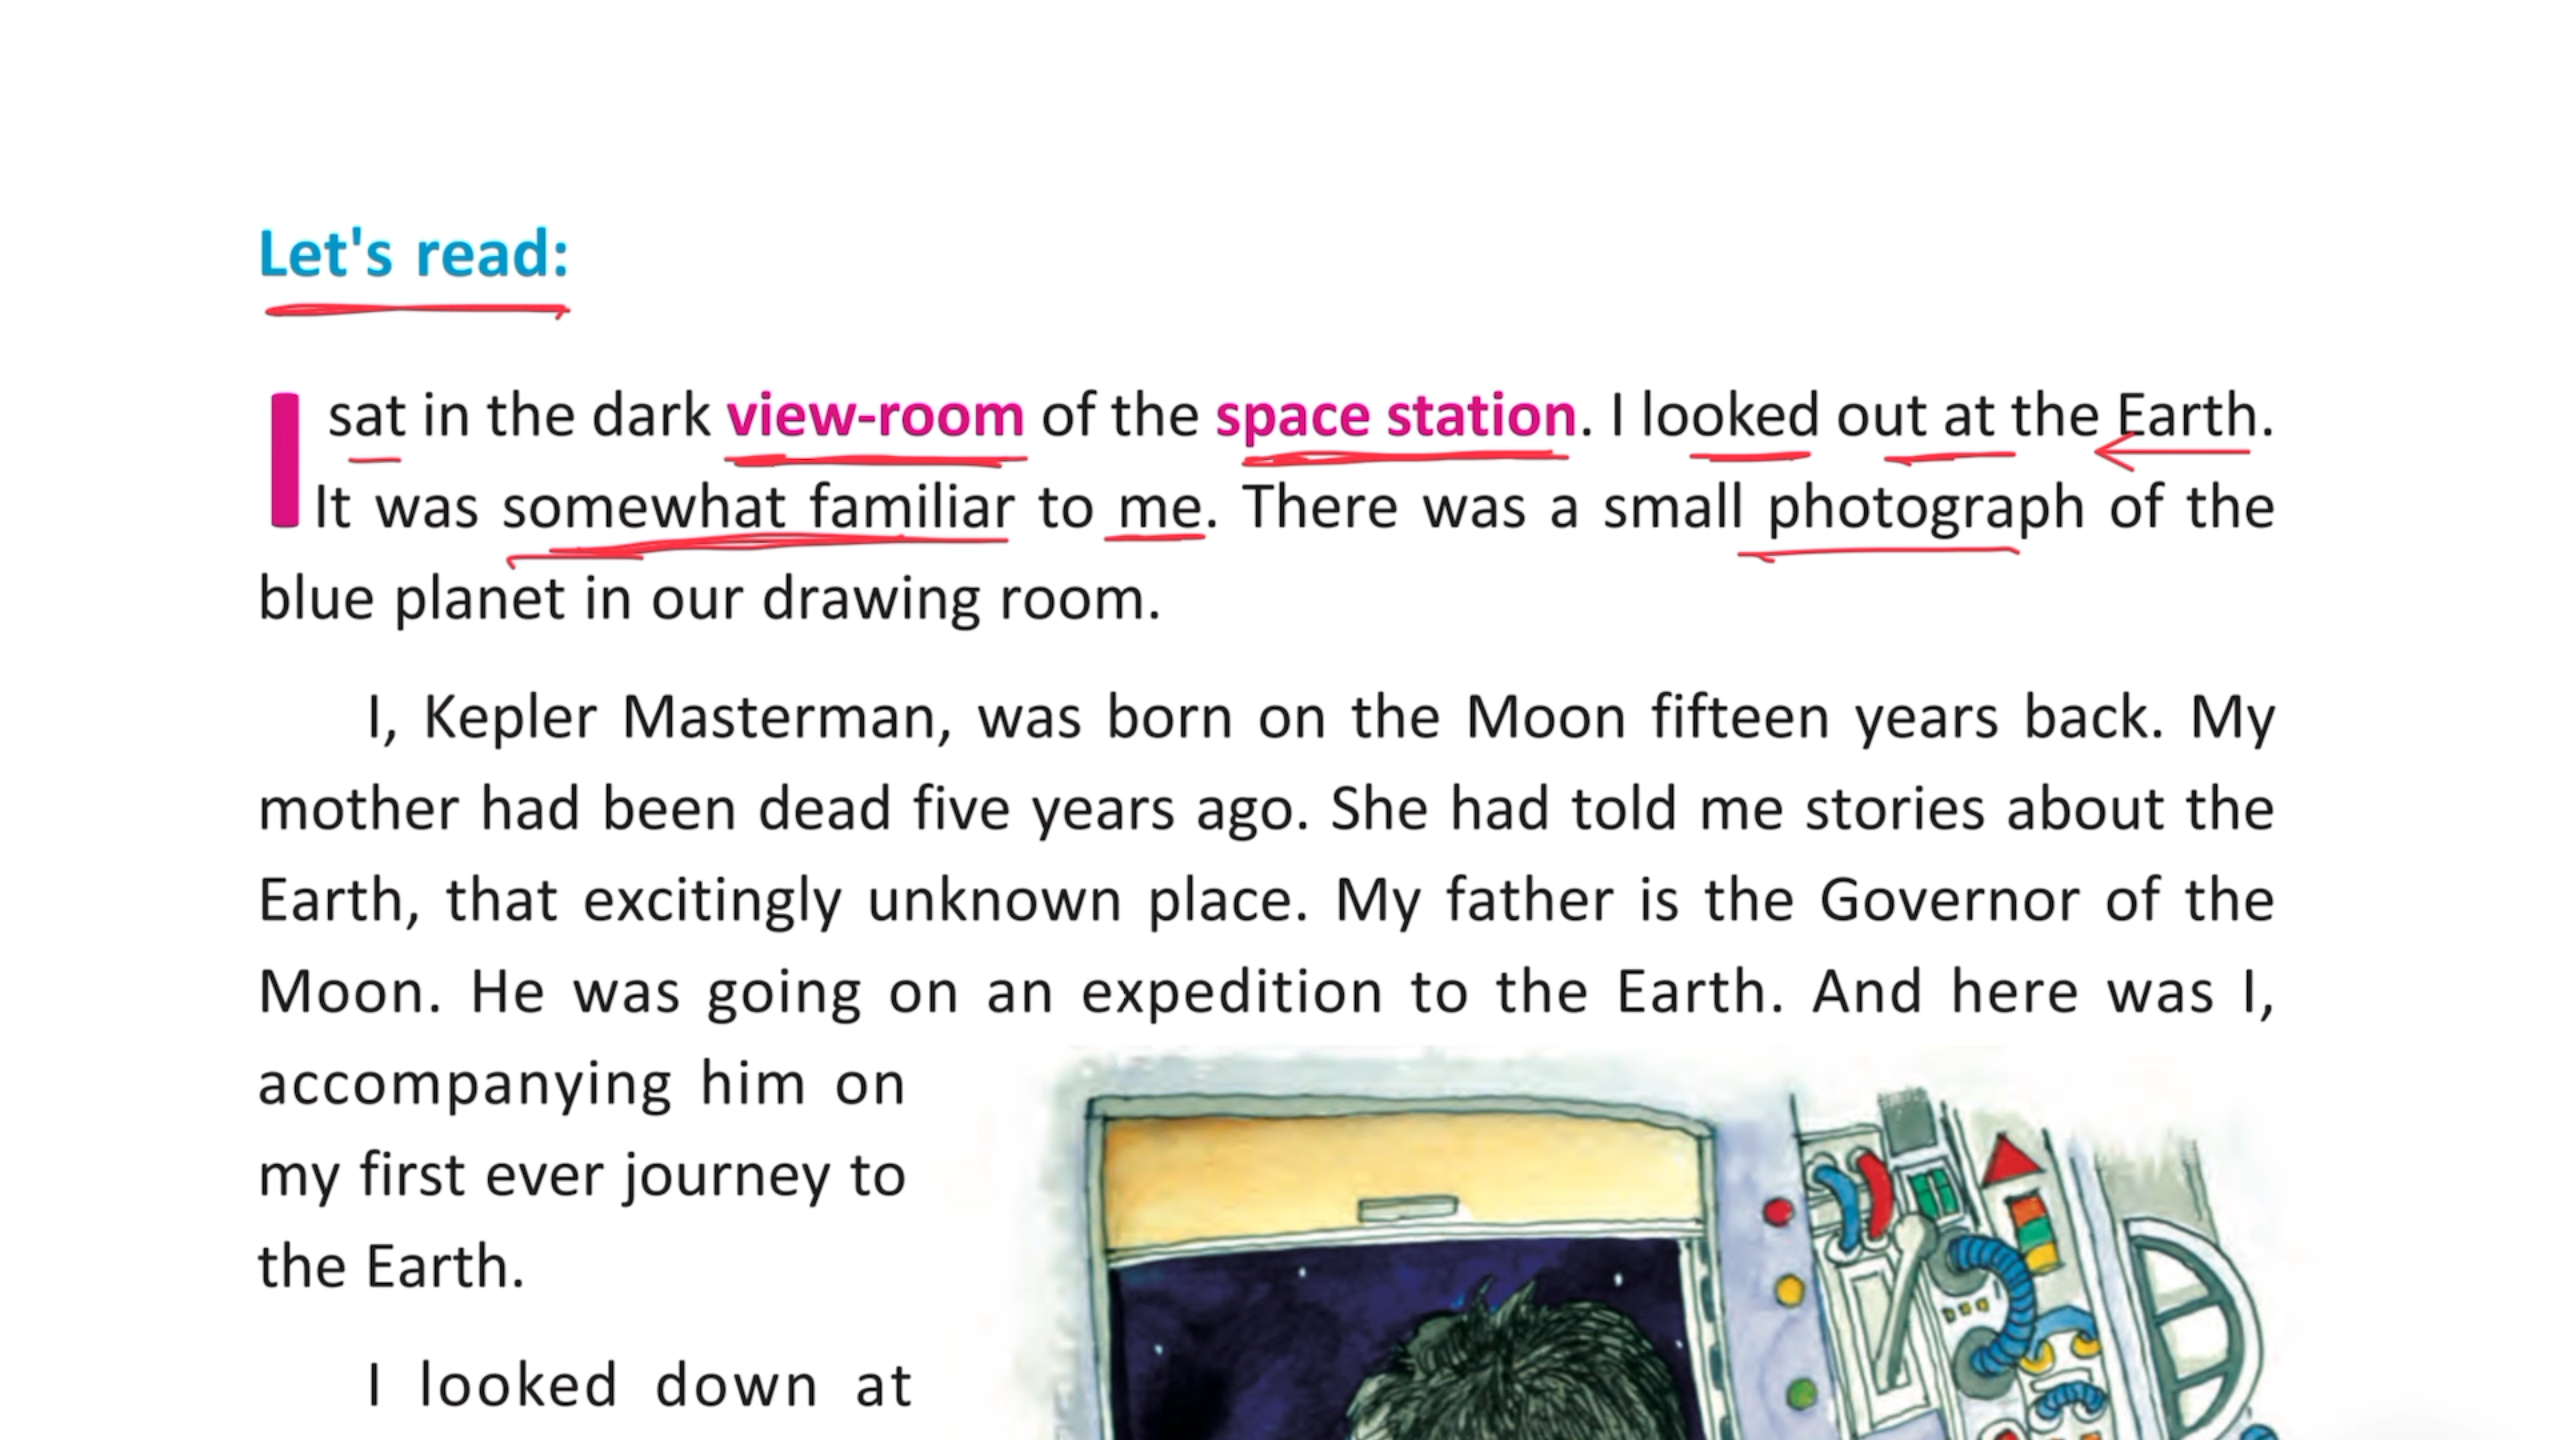 Let's read:
I sat in the dark view-room of the space station. I looked out at the Earth.
It was somewhat familiar to me. There was a small photograph of the
blue planet in our drawing room.
I, Kepler Masterman, was born on the Moon fifteen years back. My
mother had been dead five years ago. She had told me stories about the
Earth, that excitingly unknown place. My father is the Governor of the
Moon. He was going on an expedition to the Earth. And here was I,
accompanying him on
my first ever journey to
the Earth.
I looked down at